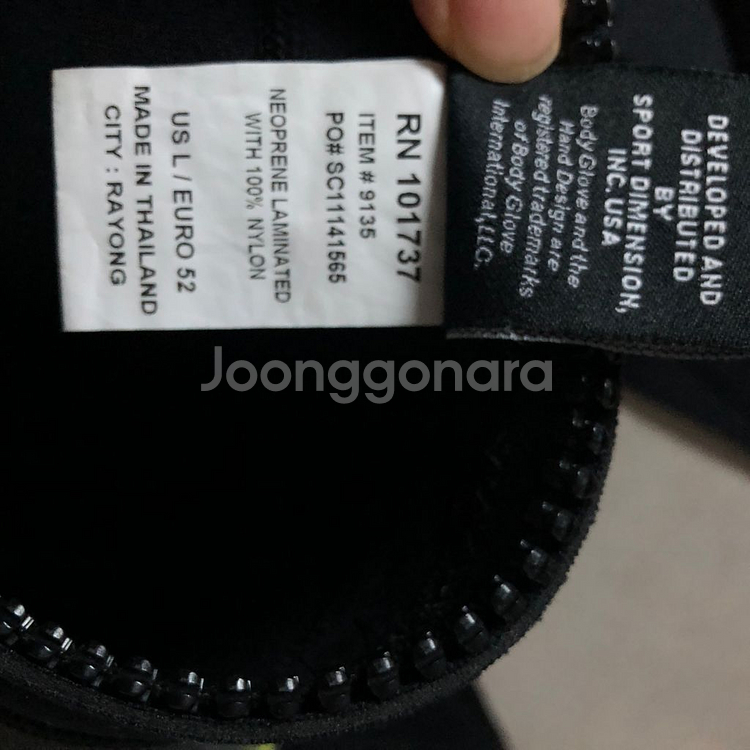 RN 101737
ITEM # 9135
PO# SC11141565
NEOPRENE LAMINATED
WITH 100% NYLON
US L / EURO 52
MADE IN THAILAND
CITY : RAYONG
DEVELOPED AND
DISTRIBUTED
BY
SPORT DIMENSION,
INC, USA
Body Glove and the
Hand Design are
registered trademarks
of Body Glove
International, LLC.
Joonggonara